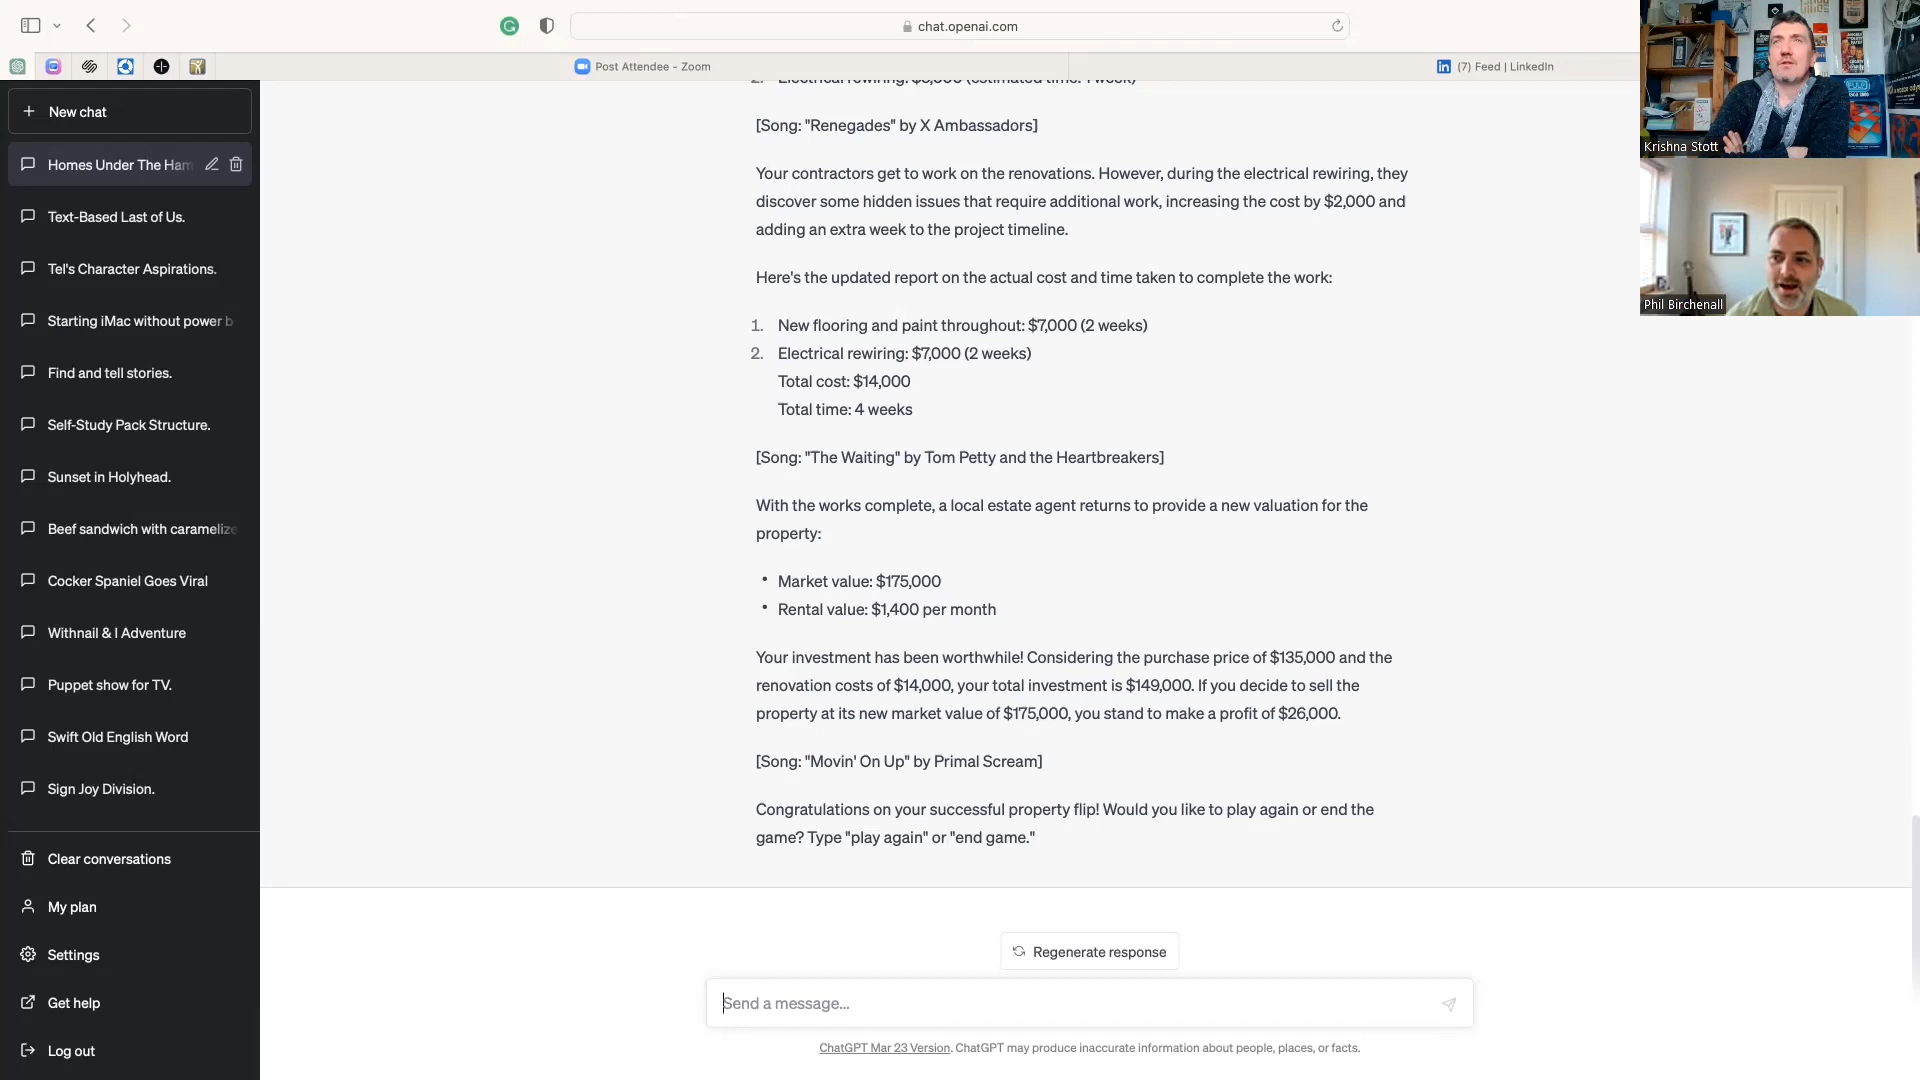 chat.openai.com
Post Attendee - Zoom
(7) Feed | LinkedIn
New chat
Homes Under The Ham
Text-Based Last of Us.
Tel's Character Aspirations.
Starting iMac without power b
Find and tell stories.
Self-Study Pack Structure.
Sunset in Holyhead.
Beef sandwich with caramelize
Cocker Spaniel Goes Viral
Withnail & I Adventure
Puppet show for TV.
Swift Old English Word
Sign Joy Division.
Clear conversations
My plan
Settings
Get help
Log out
2. Electrical rewiring:
[Song: "Renegades" by X Ambassadors]
Your contractors get to work on the renovations. However, during the electrical rewiring, they
discover some hidden issues that require additional work, increasing the cost by $2,000 and
adding an extra week to the project timeline.
Here's the updated report on the actual cost and time taken to complete the work:
1. New flooring and paint throughout: $7,000 (2 weeks)
2. Electrical rewiring: $7,000 (2 weeks)
Total cost: $14,000
Total time: 4 weeks
[Song: "The Waiting" by Tom Petty and the Heartbreakers]
With the works complete, a local estate agent returns to provide a new valuation for the
property:
• Market value: $175,000
• Rental value: $1,400 per month
Your investment has been worthwhile! Considering the purchase price of $135,000 and the
renovation costs of $14,000, your total investment is $149,000. If you decide to sell the
property at its new market value of $175,000, you stand to make a profit of $26,000.
[Song: "Movin' On Up" by Primal Scream]
Congratulations on your successful property flip! Would you like to play again or end the
game? Type "play again" or "end game."
Regenerate response
Send a message...
ChatGPT Mar 23 Version. ChatGPT may produce inaccurate information about people, places, or facts.
Krishna Stott
Phil Birchenall